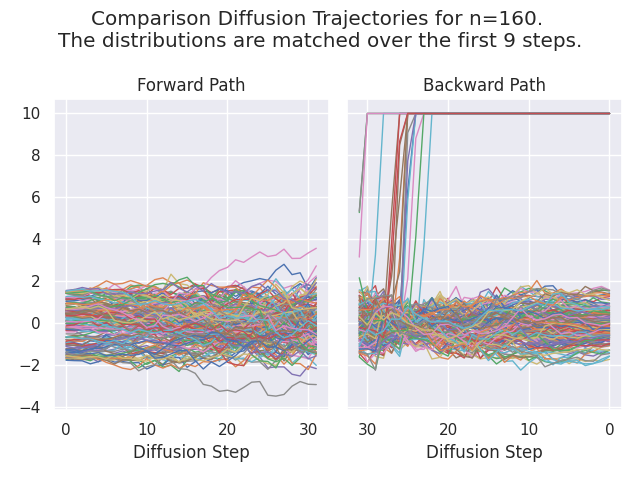 Comparison Diffusion Trajectories for n=160.
The distributions are matched over the first 9 steps.
Forward Path
Backward Path
10
8
6
4
2
0
−2
−4
0
10
20
30
30
20
10
0
Diffusion Step
Diffusion Step